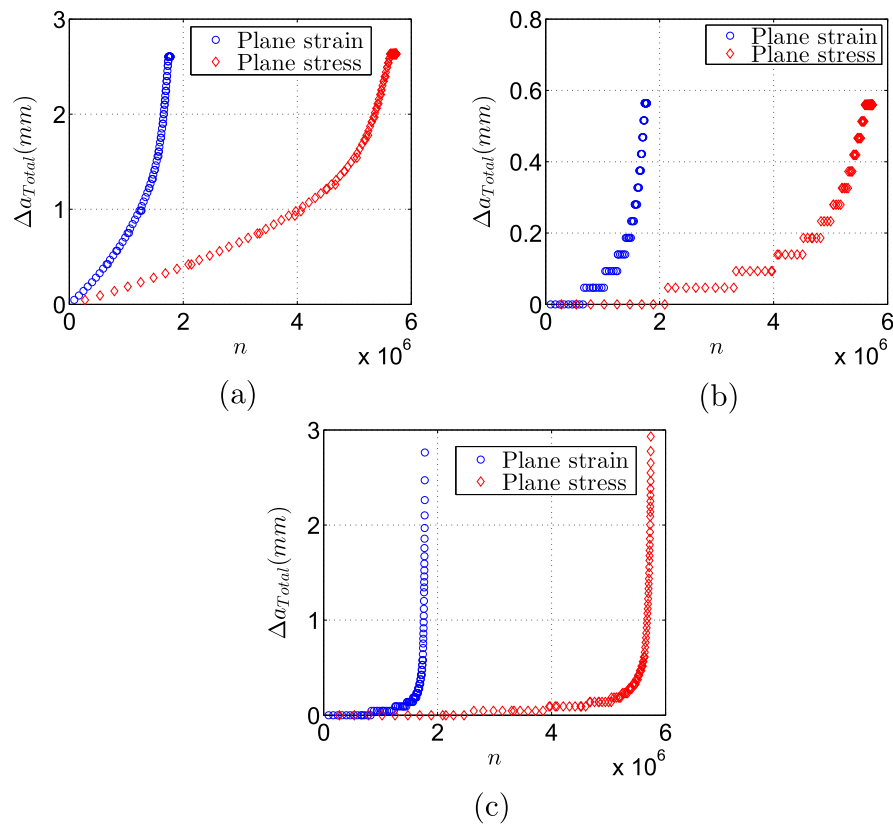 3
2
1
0
Δa_Total(mm)
Plane strain
Plane stress
0 2 4 6
n
x 10^6
(a)
0.8
0.6
0.4
0.2
0
Δa_Total(mm)
Plane strain
Plane stress
0 2 4 6
n
x 10^6
(b)
3
2
1
0
Δa_Total(mm)
Plane strain
Plane stress
0 2 4 6
n
x 10^6
(c)